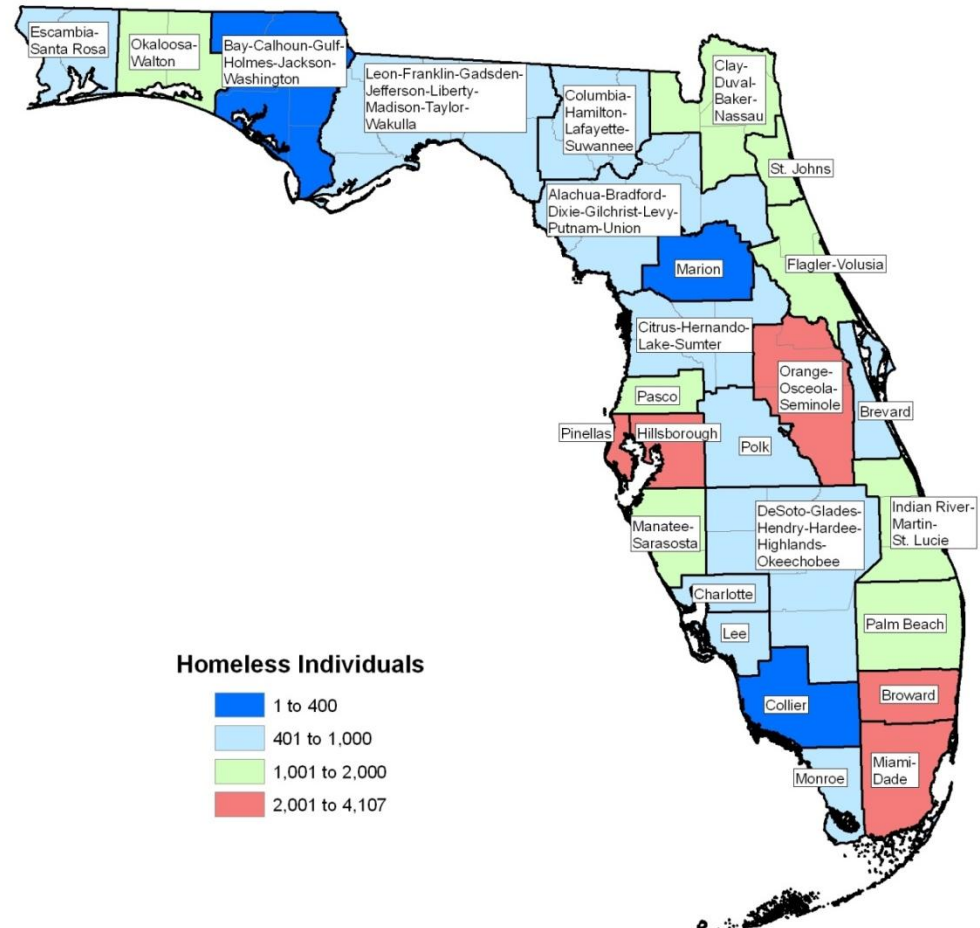 Escambia-
Santa Rosa
Okaloosa-
Walton
Bay-Calhoun-Gulf-
Holmes-Jackson-
Washington
Leon-Franklin-Gadsden-
Jefferson-Liberty-
Madison-Taylor-
Wakulla
Columbia-
Hamilton-
Lafayette-
Suwannee
Clay-
Duval-
Baker-
Nassau
St. Johns
Alachua-Bradford-
Dixie-Gilchrist-Levy-
Putnam-Union
Marion
Flagler-Volusia
Citrus-Hernando-
Lake-Sumter
Orange-
Osceola-
Seminole
Pasco
Brevard
Pinellas
Hillsborough
Polk
Manatee-
Sarasosta
DeSoto-Glades-
Hendry-Hardee-
Highlands-
Okeechobee
Indian River-
Martin-
St. Lucie
Charlotte
Lee
Palm Beach
Collier
Broward
Monroe
Miami-
Dade
Homeless Individuals
1 to 400
401 to 1,000
1,001 to 2,000
2,001 to 4,107